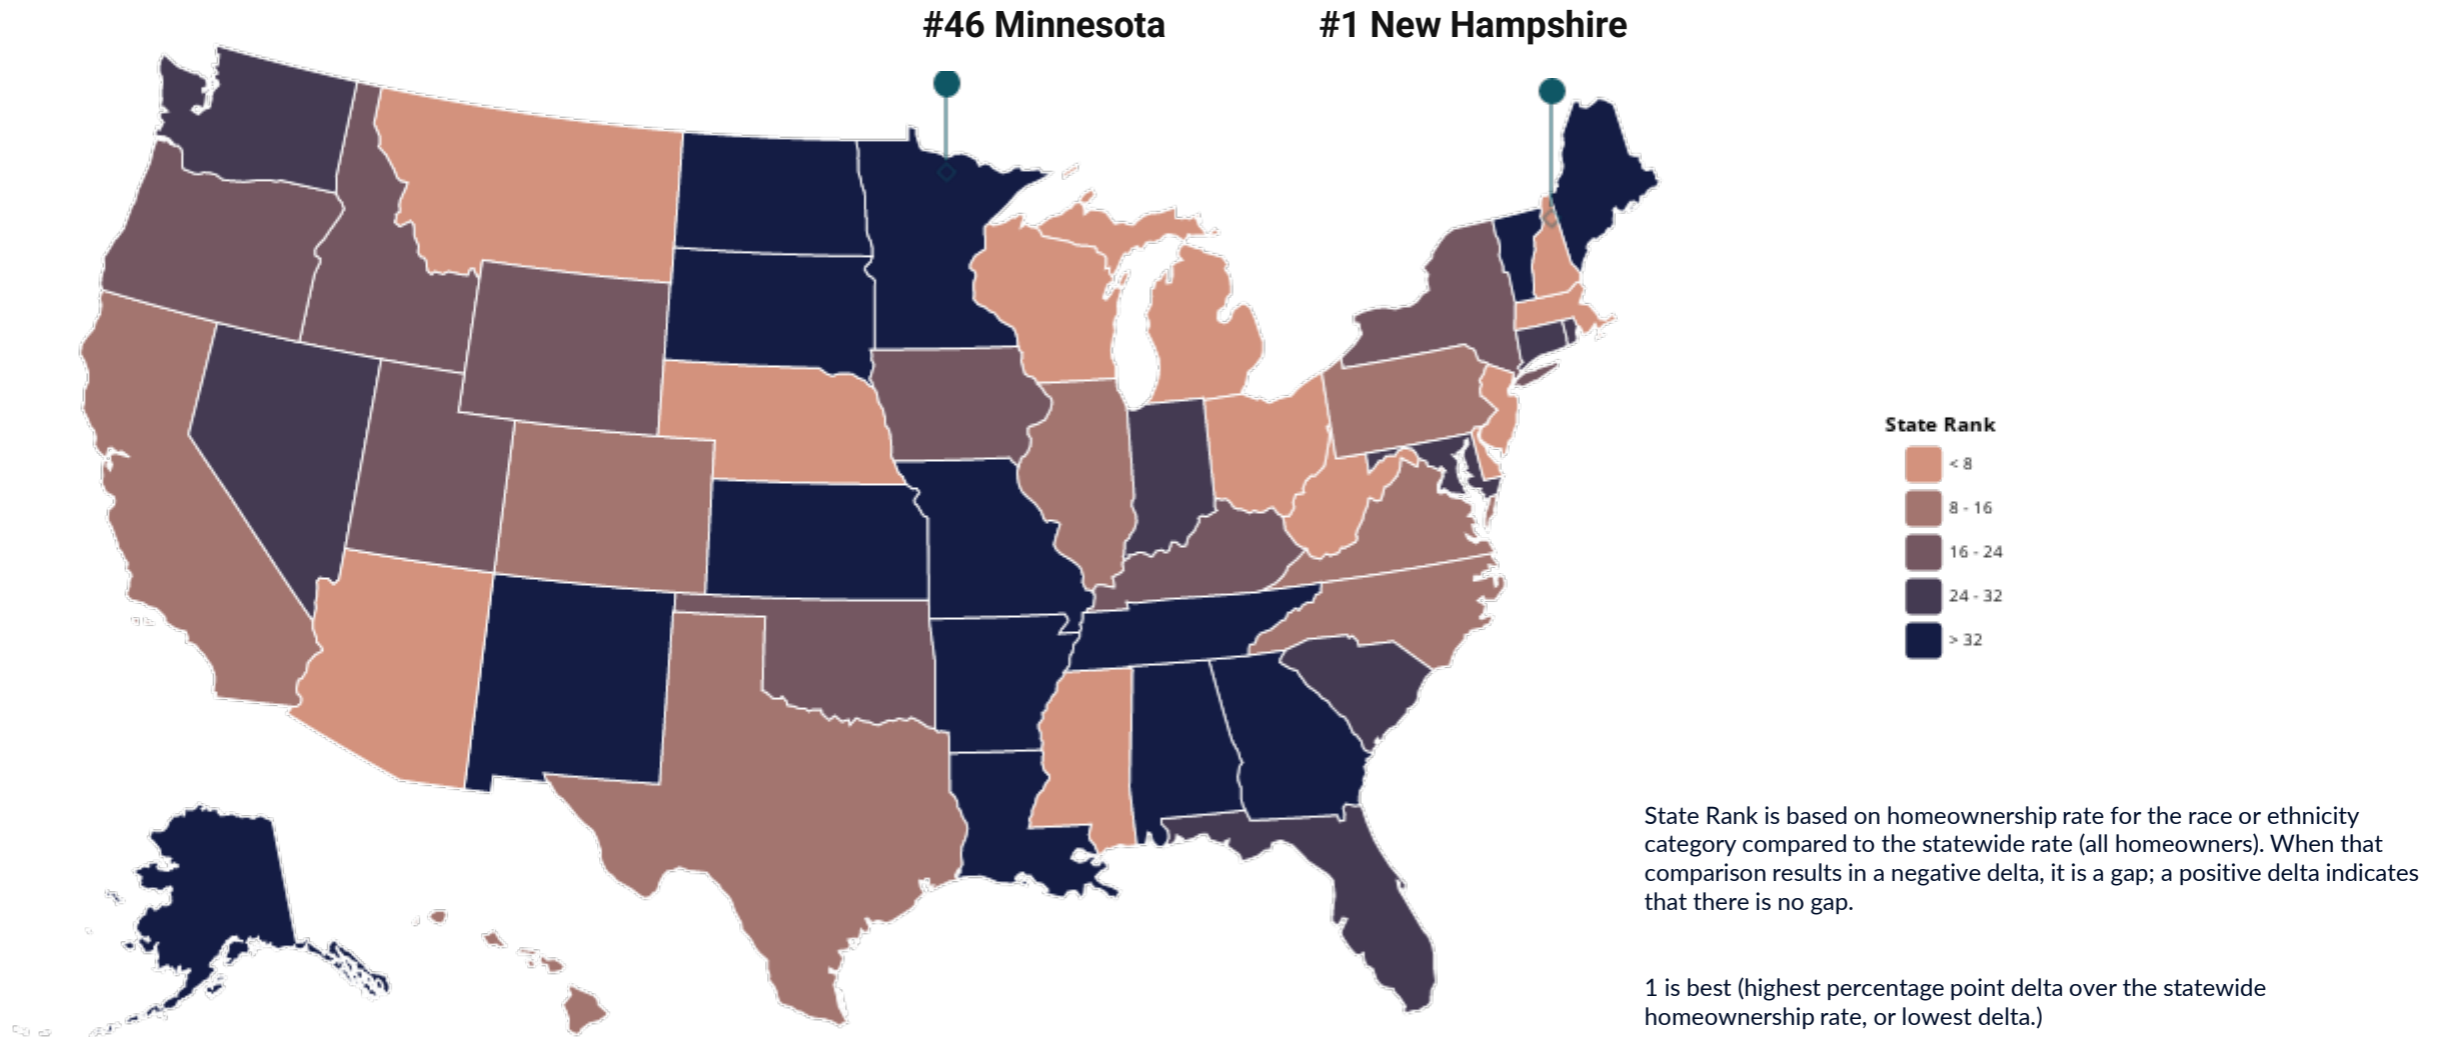 #46 Minnesota
#1 New Hampshire
State Rank
< 8
8 - 16
16 - 24
24 - 32
> 32
State Rank is based on homeownership rate for the race or ethnicity
category compared to the statewide rate (all homeowners). When that
comparison results in a negative delta, it is a gap; a positive delta indicates
that there is no gap.
1 is best (highest percentage point delta over the statewide
homeownership rate, or lowest delta.)